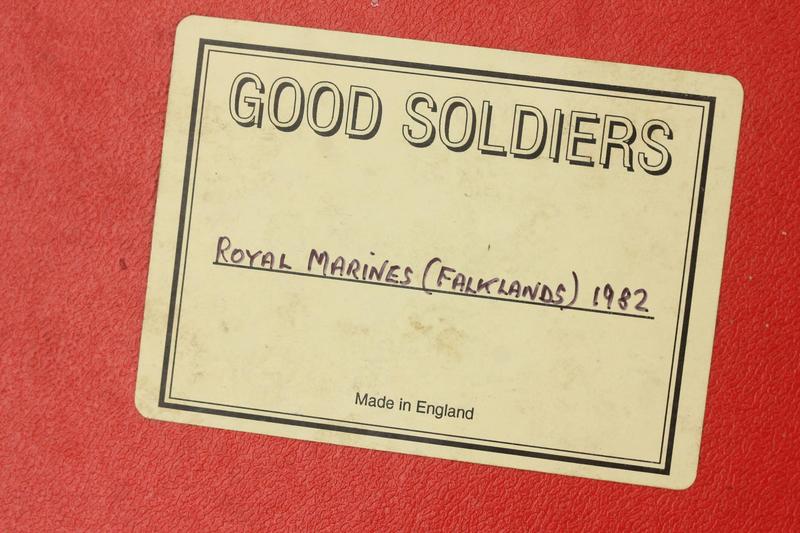 GOOD SOLDIERS
ROYAL MARINES (FALKLANDS) 1982
Made in England